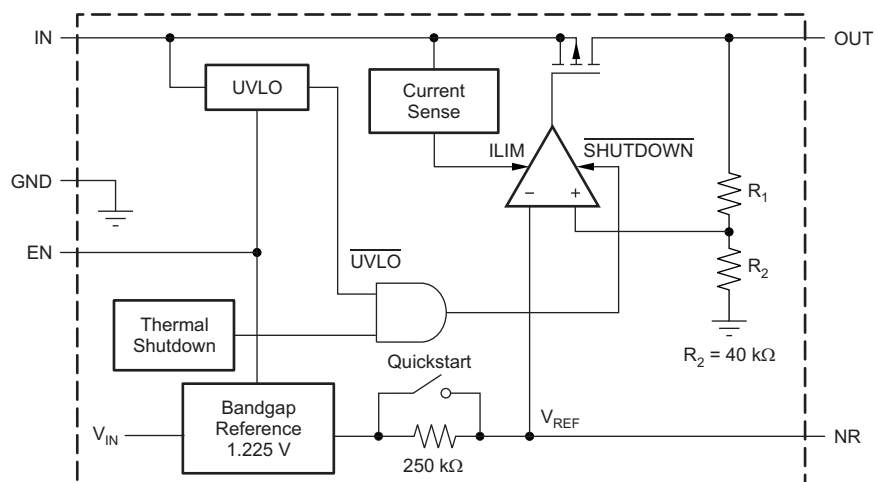 IN
OUT
UVLO
Current
Sense
ILIM
SHUTDOWN
GND
− +
R1
EN
UVLO
R2
Thermal
Shutdown
R2 = 40 kΩ
Quickstart
Bandgap
Reference
1.225 V
VIN
VREF
NR
250 kΩ